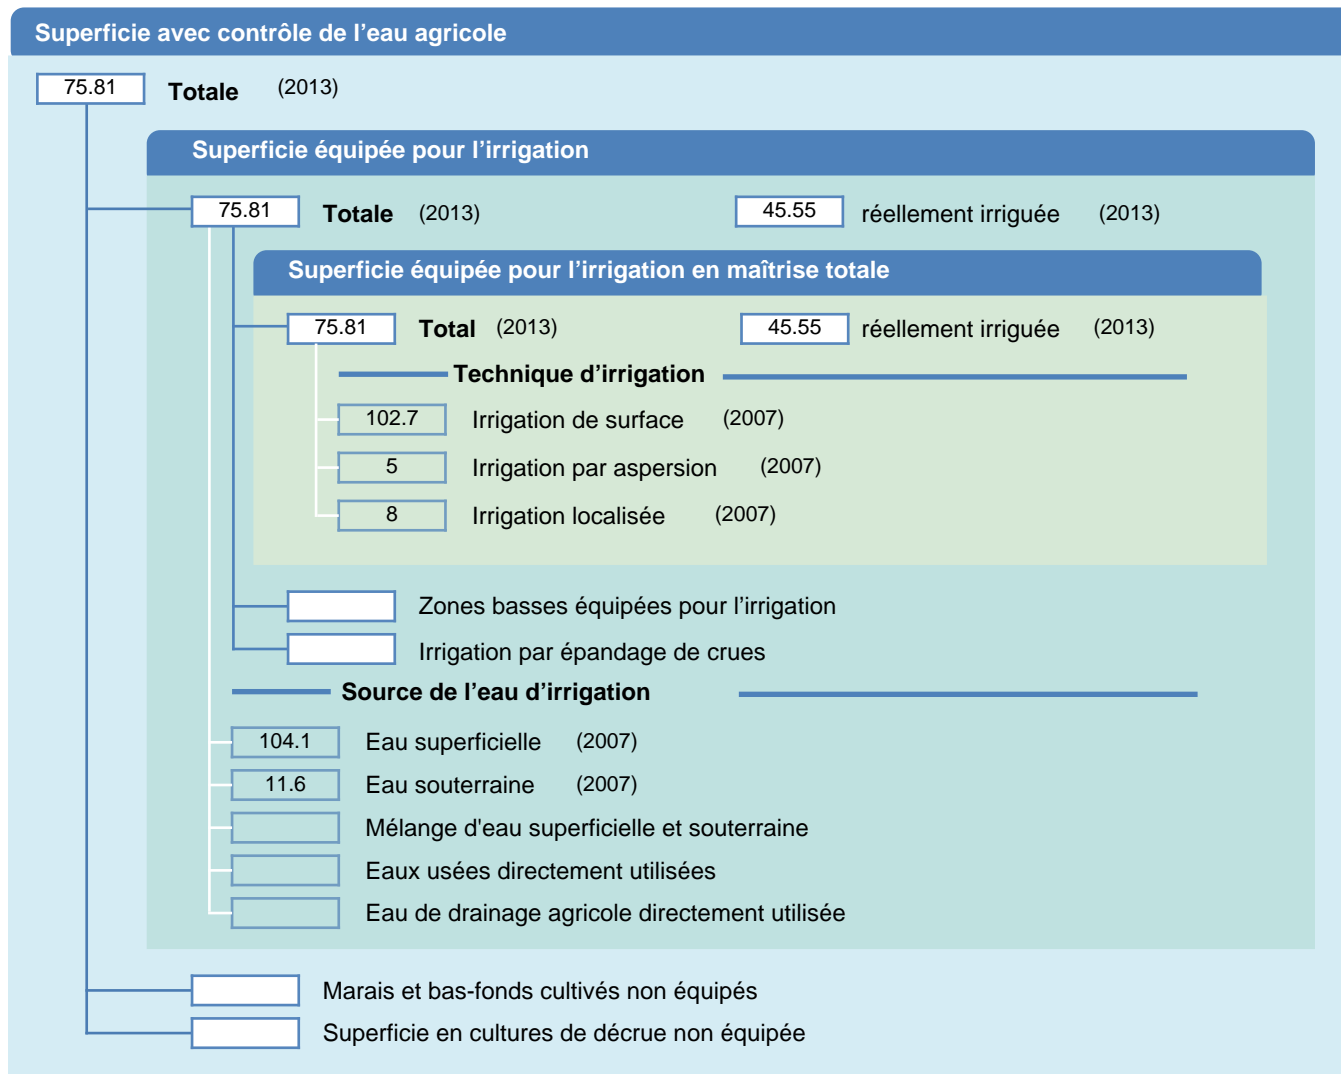 Superficie avec contrôle de l'eau agricole
75.81 Totale (2013)
Superficie équipée pour l'irrigation
75.81 Totale (2013) 45.55 réellement irriguée (2013)
Superficie équipée pour l'irrigation en maîtrise totale
75.81 Total (2013) 45.55 réellement irriguée (2013)
Technique d'irrigation
102.7 Irrigation de surface (2007)
5 Irrigation par aspersion (2007)
8 Irrigation localisée (2007)
Zones basses équipées pour l'irrigation
Irrigation par épandage de crues
Source de l'eau d'irrigation
104.1 Eau superficielle (2007)
11.6 Eau souterraine (2007)
Mélange d'eau superficielle et souterraine
Eaux usées directement utilisées
Eau de drainage agricole directement utilisée
Marais et bas-fonds cultivés non équipés
Superficie en cultures de décrue non équipée